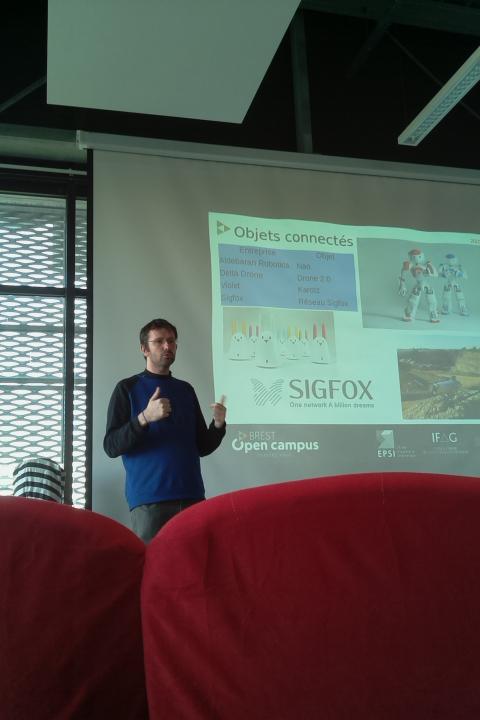 Objets connectés
Entreprise Objet
Aldebaran Robotics Nao
Delta Drone Drone 2.0
Violet Karotz
Sigfox Réseau Sigfox
SIGFOX
One network A billion dreams
BREST
Open campus
EPSI
IFAG